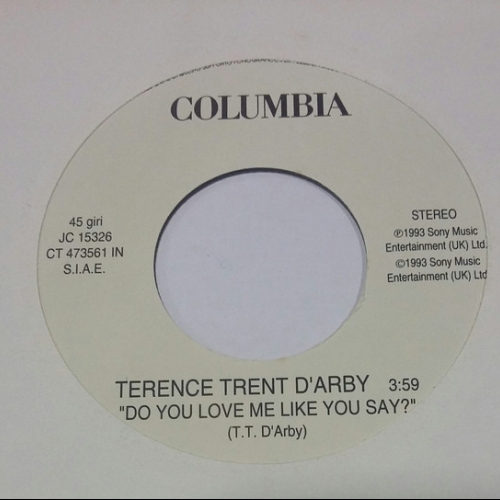 COLUMBIA
45 giri
JC 15326
CT 473561 IN
S.I.A.E.
STEREO
℗1993 Sony Music
Entertainment (UK) Ltd.
©1993 Sony Music
Entertainment (UK) Ltd
TERENCE TRENT D'ARBY 3:59
"DO YOU LOVE ME LIKE YOU SAY?"
(T.T. D'Arby)